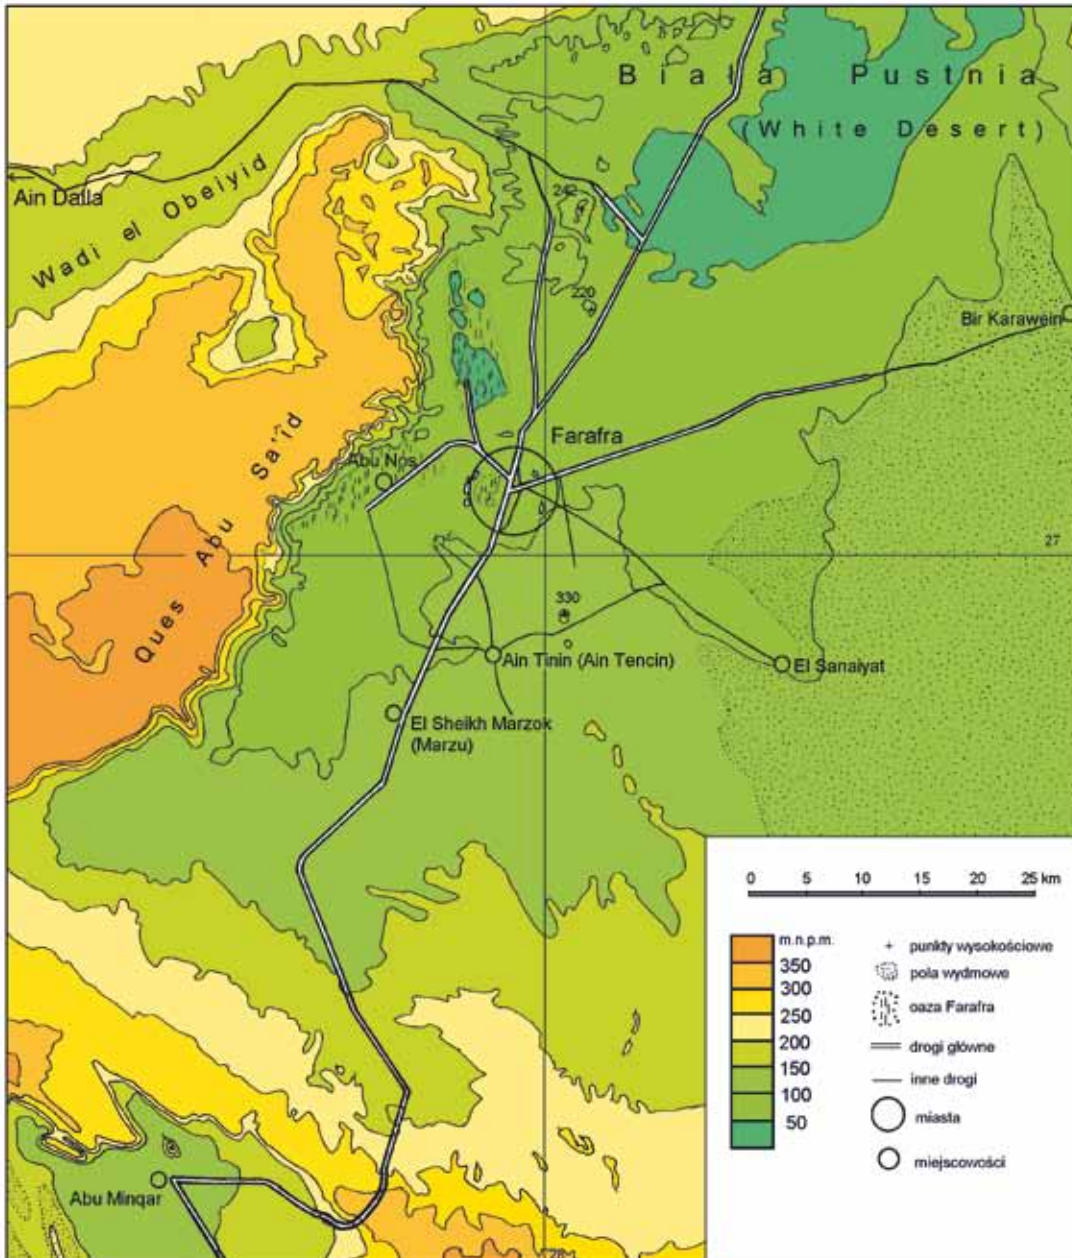 Biała Pustnia
(White Desert)
Ain Dalla
Wadi el Obeiyid
242
220
Bir Karawein
Farafra
Abu Nos
Ques Abu Sa'îd
27
330
Ain Tinin (Ain Tencin)
El Sanaiyat
El Sheikh Marzok
(Marzu)
0 5 10 15 20 25 km
m.n.p.m.
350
300
250
200
150
100
50
punkty wysokościowe
pola wydmowe
oaza Farafra
drogi główne
inne drogi
miasta
miejscowości
Abu Minqar
28